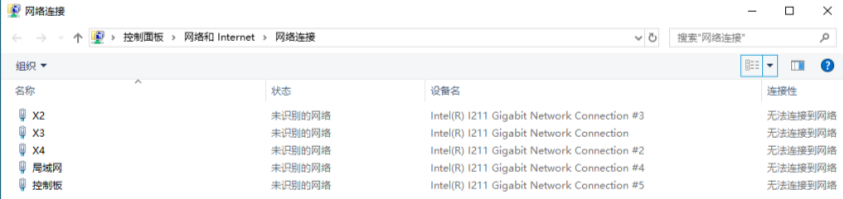 网络连接
控制面板 > 网络和 Internet > 网络连接 搜索"网络连接"
组织
名称 状态 设备名 连接性
X2 未识别的网络 Intel(R) I211 Gigabit Network Connection #3 无法连接到网络
X3 未识别的网络 Intel(R) I211 Gigabit Network Connection 无法连接到网络
X4 未识别的网络 Intel(R) I211 Gigabit Network Connection #2 无法连接到网络
局域网 未识别的网络 Intel(R) I211 Gigabit Network Connection #4 无法连接到网络
控制板 未识别的网络 Intel(R) I211 Gigabit Network Connection #5 无法连接到网络